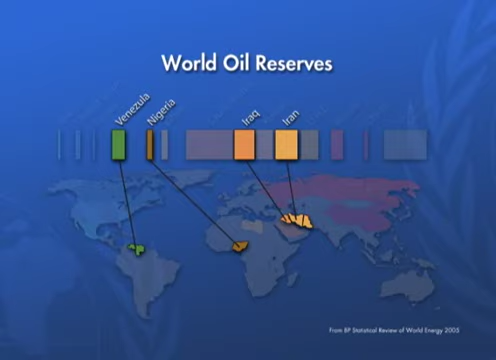 World Oil Reserves
Venezula
Nigeria
Iraq
Iran
From BP Statistical Review of World Energy 2005